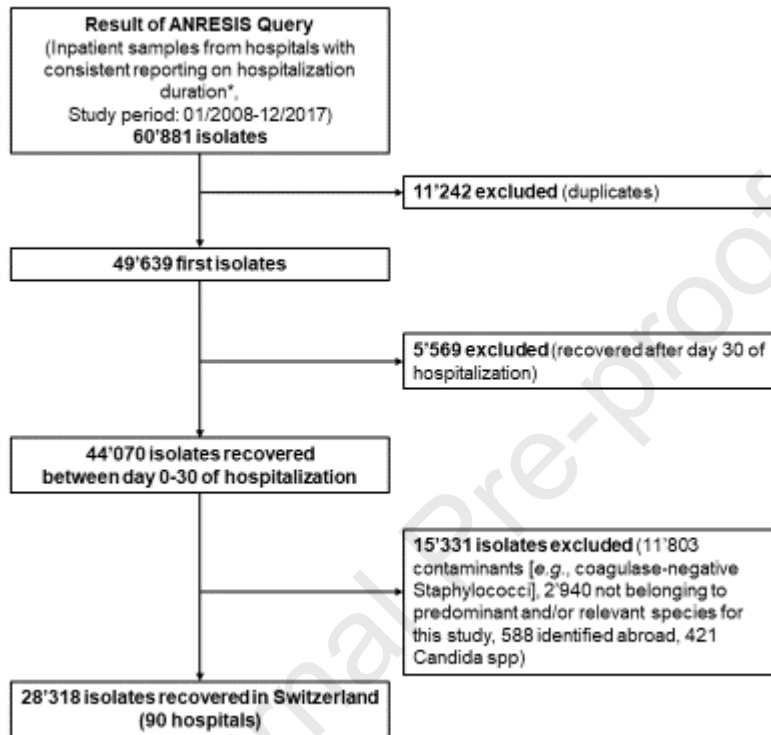 Result of ANRESIS Query
(Inpatient samples from hospitals with
consistent reporting on hospitalization
duration*,
Study period: 01/2008-12/2017)
60'881 isolates
11'242 excluded (duplicates)
49'639 first isolates
5'569 excluded (recovered after day 30 of
hospitalization)
44'070 isolates recovered
between day 0-30 of hospitalization
15'331 isolates excluded (11'803
contaminants [e.g., coagulase-negative
Staphylococci], 2'940 not belonging to
predominant and/or relevant species for
this study, 588 identified abroad, 421
Candida spp)
28'318 isolates recovered in Switzerland
(90 hospitals)
rnal Pre-proof